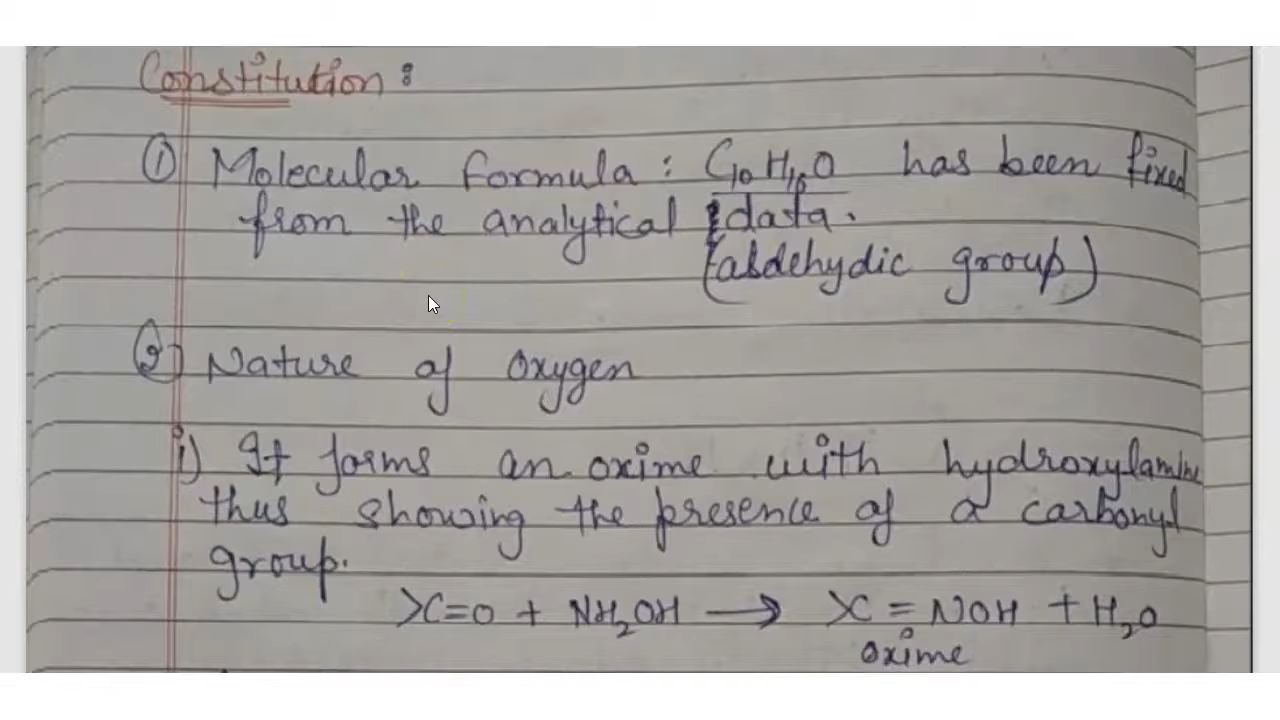 Constitution :
① Molecular formula : C₁₀H₁₆O has been fixed
from the analytical data.
(aldehydic group)
② Nature of Oxygen
i) It forms an oxime with hydroxylamine
thus showing the presence of a carbonyl
group.
>C=O + NH₂OH → >C = NOH + H₂O
oxime